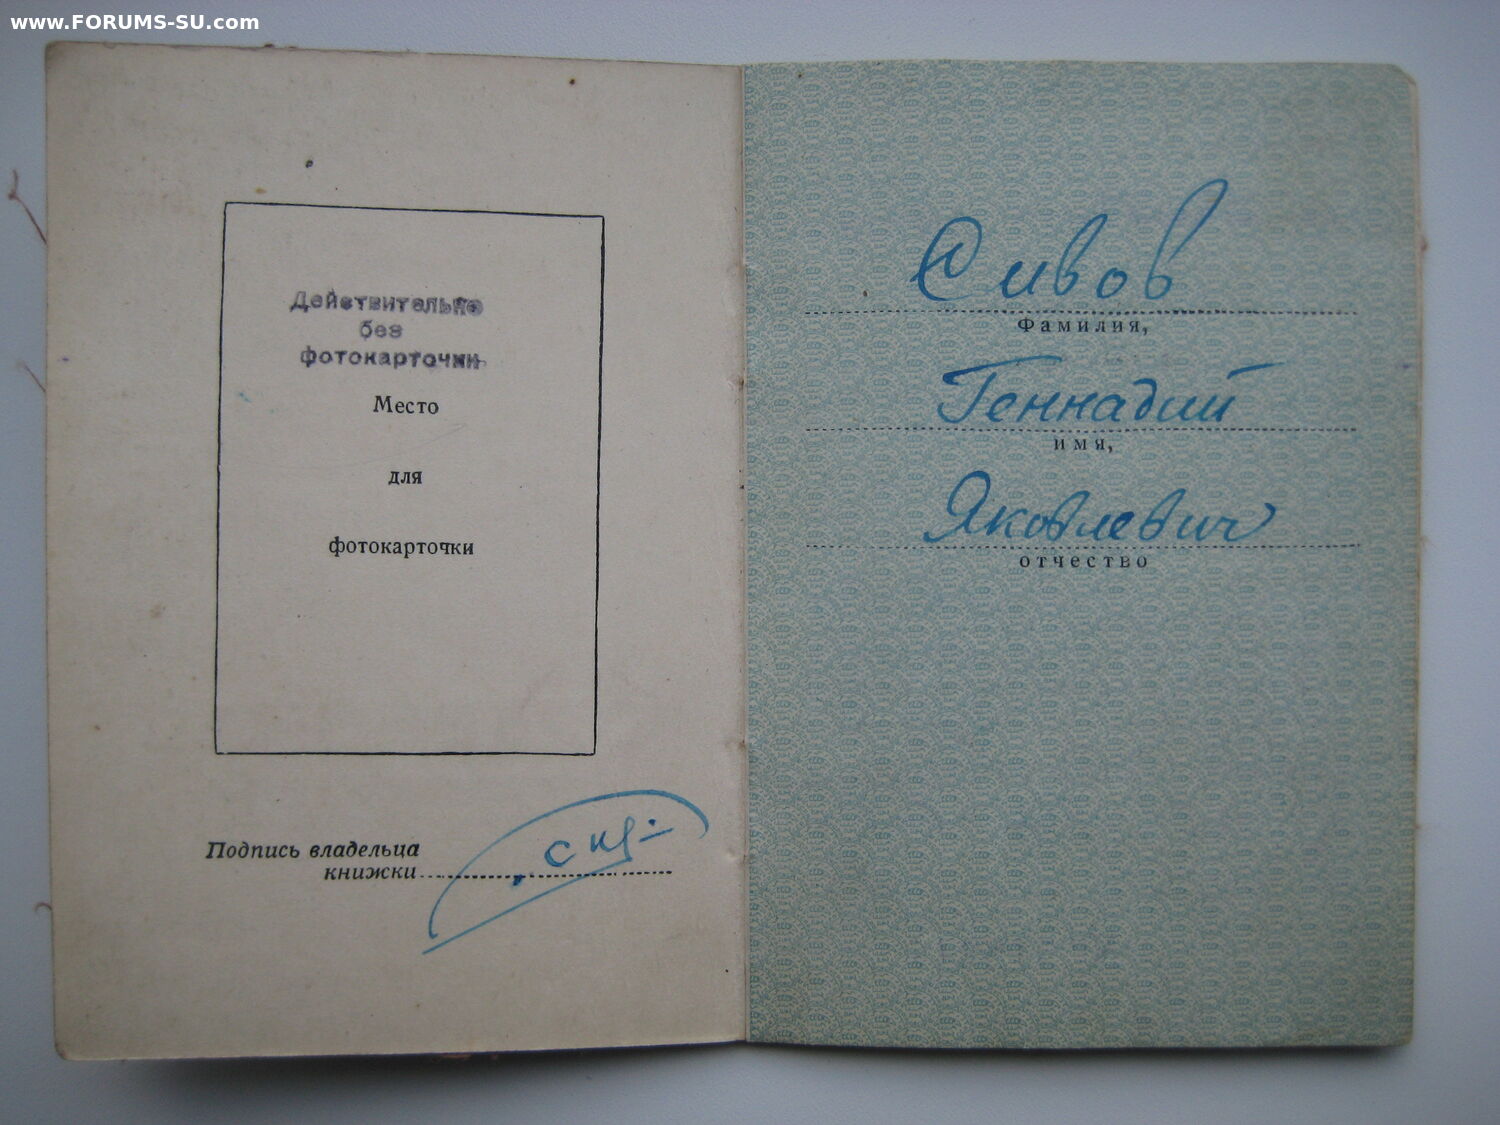 www.FORUMS-SU.com
Действительно
без
фотокарточки
Место
для
фотокарточки
Подпись владельца
книжки
Сивов
Фамилия,
Геннадий
имя,
Яковлевич
отчество